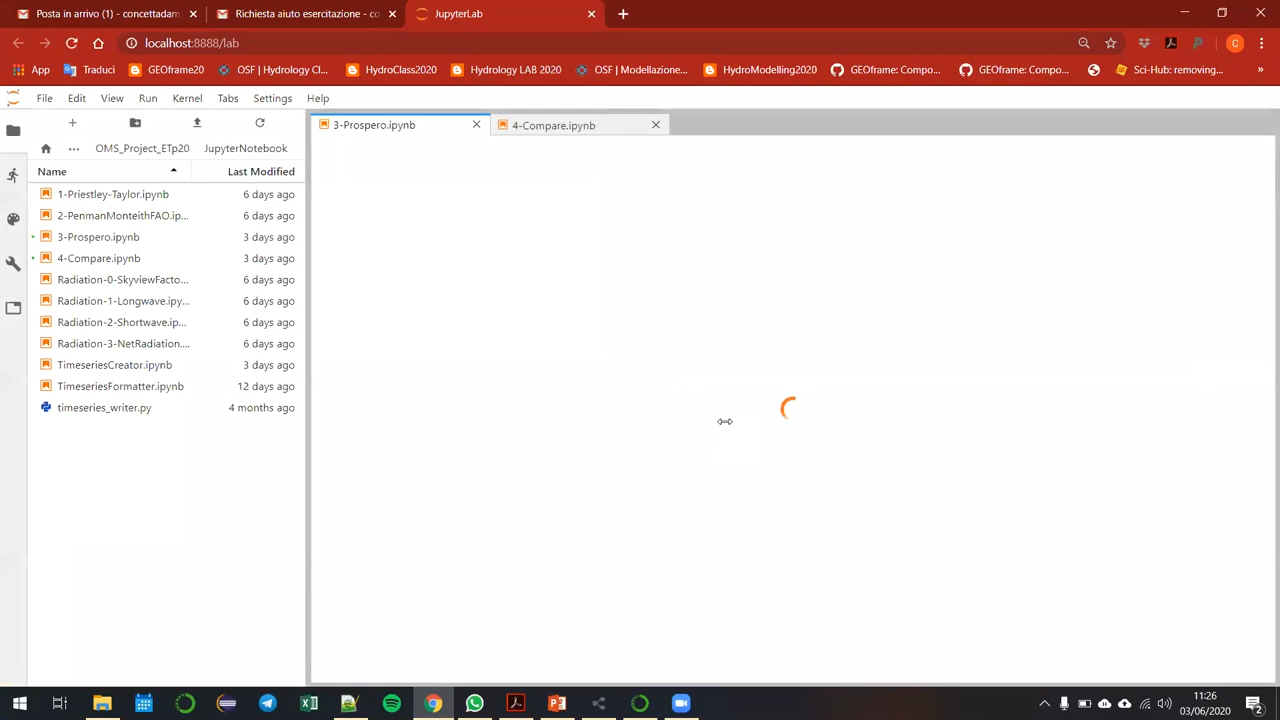 Posta in arrivo (1) - concettadam
Richiesta aiuto esercitazione - co
JupyterLab
localhost:8888/lab
App
Traduci
GEOframe20
OSF | Hydrology Cl...
HydroClass2020
Hydrology LAB 2020
OSF | Modellazione...
HydroModelling2020
GEOframe: Compo...
GEOframe: Compo...
Sci-Hub: removing...
»
File Edit View Run Kernel Tabs Settings Help
3-Prospero.ipynb
4-Compare.ipynb
... OMS_Project_ETp20 JupyterNotebook
Name Last Modified
1-Priestley-Taylor.ipynb 6 days ago
2-PenmanMonteithFAO.ip... 6 days ago
3-Prospero.ipynb 3 days ago
4-Compare.ipynb 3 days ago
Radiation-0-SkyviewFacto... 6 days ago
Radiation-1-Longwave.ipy... 6 days ago
Radiation-2-Shortwave.ip... 6 days ago
Radiation-3-NetRadiation.... 6 days ago
TimeseriesCreator.ipynb 3 days ago
TimeseriesFormatter.ipynb 12 days ago
timeseries_writer.py 4 months ago
11:26
03/06/2020
2